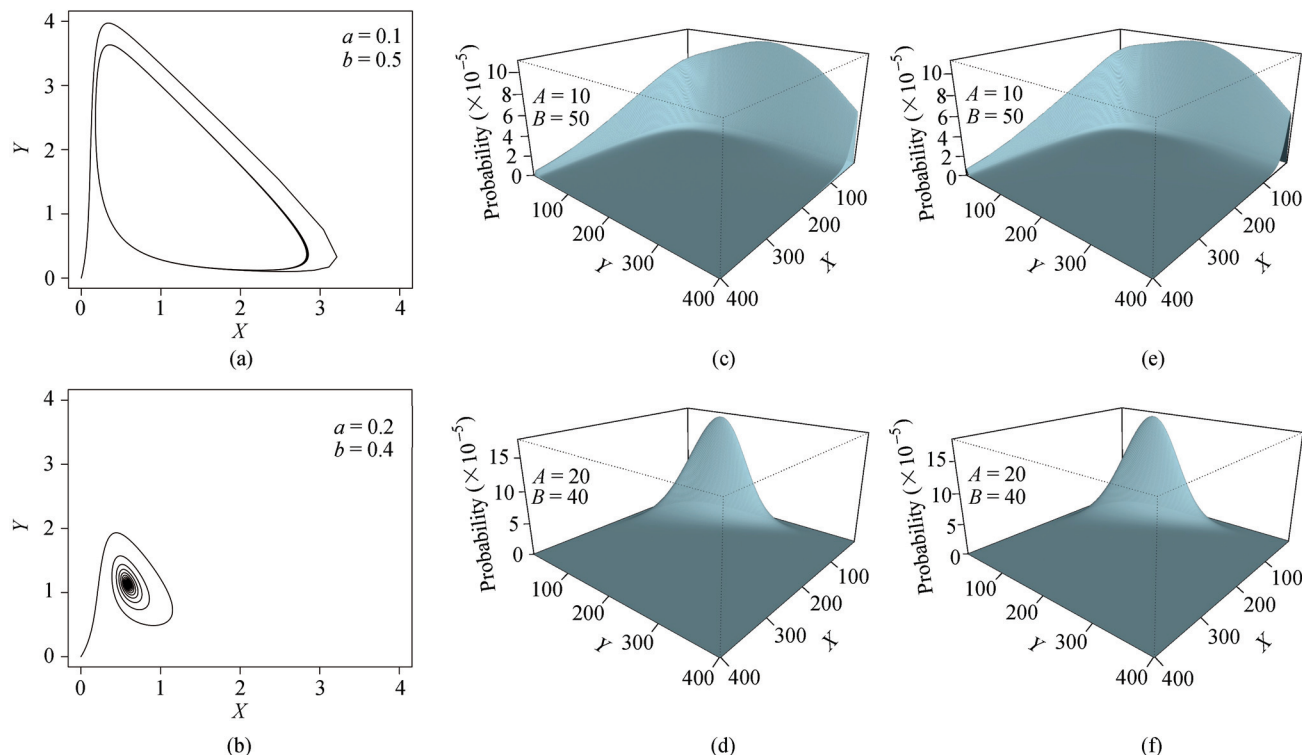 4
3
2
1
0
Y
a = 0.1
b = 0.5
0
1
2
3
4
X
(a)
Probability (×10⁻⁵)
10
8
6
4
2
0
A = 10
B = 50
100
200
300
400
Y
400
300
200
100
X
(c)
Probability (×10⁻⁵)
10
8
6
4
2
0
A = 10
B = 50
100
200
300
400
Y
400
300
200
100
X
(e)
4
3
2
1
0
Y
a = 0.2
b = 0.4
0
1
2
3
4
X
(b)
Probability (×10⁻⁵)
15
10
5
0
A = 20
B = 40
100
200
300
400
Y
400
300
200
100
X
(d)
Probability (×10⁻⁵)
15
10
5
0
A = 20
B = 40
100
200
300
400
Y
400
300
200
100
X
(f)